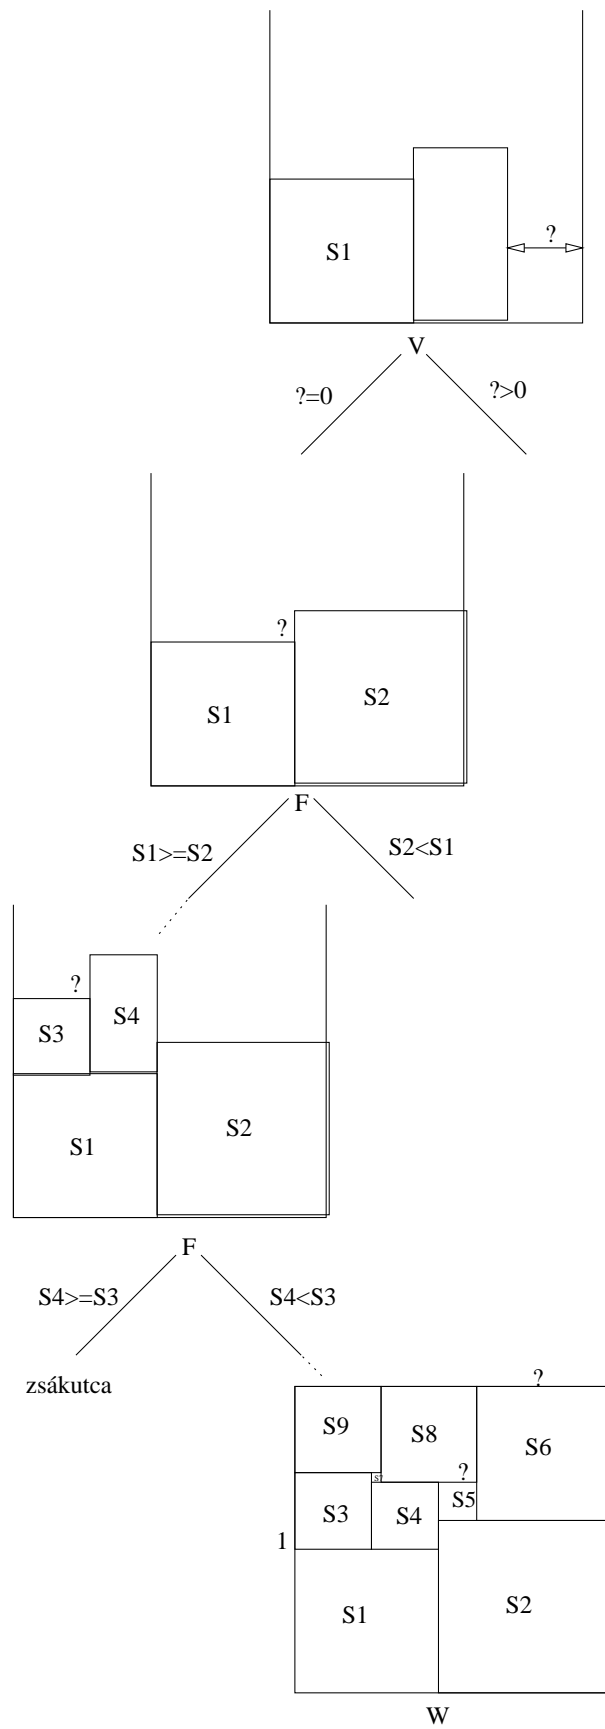 ?
S1
V
?=0
?>0
?
S1
S2
F
S1>=S2
S2<S1
?
S3
S4
S1
S2
F
S4>=S3
S4<S3
zsákutca
?
S9
S8
S6
?
S7
S5
S3
S4
1
S1
S2
W